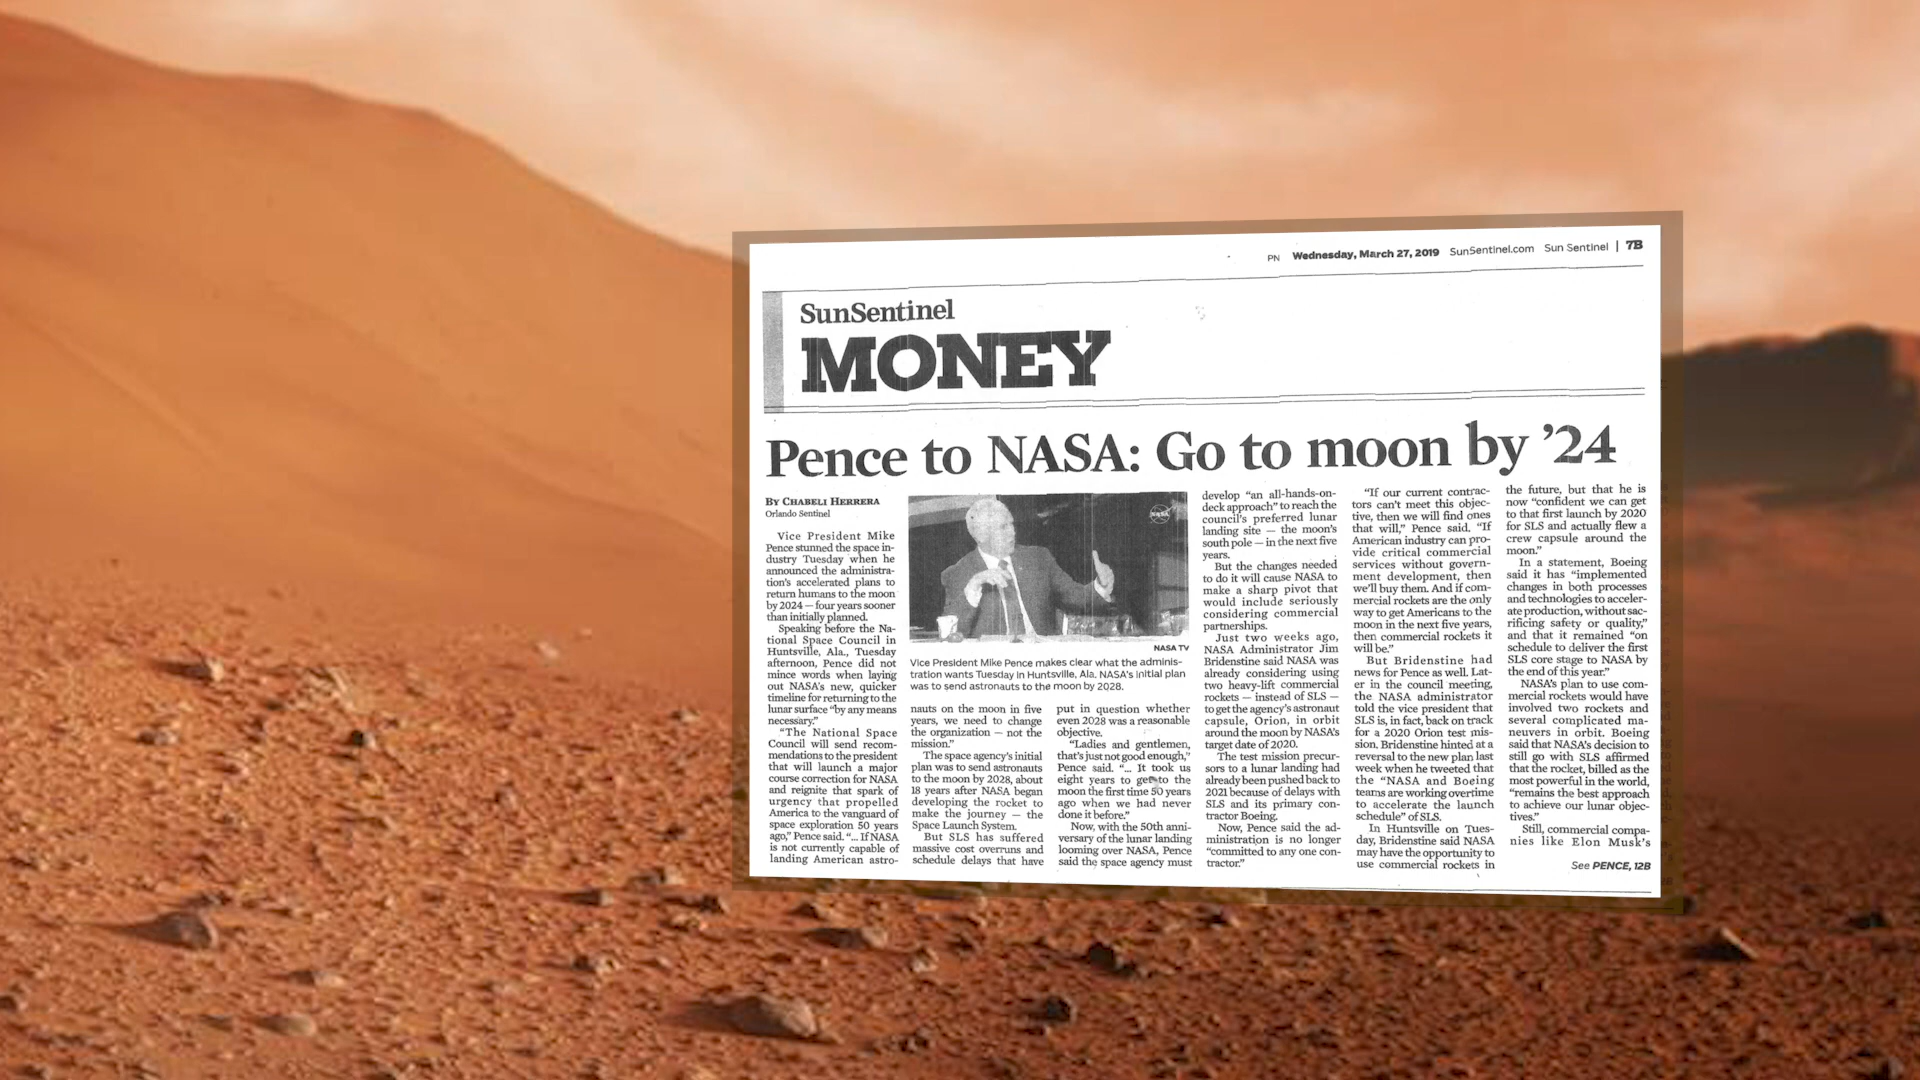 PN Wednesday, March 27, 2019 SunSentinel.com Sun Sentinel | 7B
SunSentinel
MONEY
Pence to NASA: Go to moon by ’24
By Chabeli Herrera
Orlando Sentinel
Vice President Mike
Pence stunned the space in-
dustry Tuesday when he
announced the administra-
tion’s accelerated plans to
return humans to the moon
by 2024 — four years sooner
than initially planned.
Speaking before the Na-
tional Space Council in
Huntsville, Ala., Tuesday
afternoon, Pence did not
mince words when laying
out NASA’s new, quicker
timeline for returning to the
lunar surface “by any means
necessary.”
“The National Space
Council will send recom-
mendations to the president
that will launch a major
course correction for NASA
and reignite that spark of
urgency that propelled
America to the vanguard of
space exploration 50 years
ago,” Pence said. “... If NASA
is not currently capable of
landing American astro-
NASA
NASA TV
Vice President Mike Pence makes clear what the adminis-
tration wants Tuesday in Huntsville, Ala. NASA’s initial plan
was to send astronauts to the moon by 2028.
nauts on the moon in five
years, we need to change
the organization — not the
mission.”
The space agency’s initial
plan was to send astronauts
to the moon by 2028, about
18 years after NASA began
developing the rocket to
make the journey — the
Space Launch System.
But SLS has suffered
massive cost overruns and
schedule delays that have
put in question whether
even 2028 was a reasonable
objective.
“Ladies and gentlemen,
that’s just not good enough,”
Pence said. “... It took us
eight years to get to the
moon the first time 50 years
ago when we had never
done it before.”
Now, with the 50th anni-
versary of the lunar landing
looming over NASA, Pence
said the space agency must
develop “an all-hands-on-
deck approach” to reach the
council’s preferred lunar
landing site — the moon’s
south pole — in the next five
years.
But the changes needed
to do it will cause NASA to
make a sharp pivot that
would include seriously
considering commercial
partnerships.
Just two weeks ago,
NASA Administrator Jim
Bridenstine said NASA was
already considering using
two heavy-lift commercial
rockets — instead of SLS —
to get the agency’s astronaut
capsule, Orion, in orbit
around the moon by NASA’s
target date of 2020.
The test mission precur-
sors to a lunar landing had
already been pushed back to
2021 because of delays with
SLS and its primary con-
tractor Boeing.
Now, Pence said the ad-
ministration is no longer
“committed to any one con-
tractor.”
“If our current contrac-
tors can’t meet this objec-
tive, then we will find ones
that will,” Pence said. “If
American industry can pro-
vide critical commercial
services without govern-
ment development, then
we’ll buy them. And if com-
mercial rockets are the only
way to get Americans to the
moon in the next five years,
then commercial rockets it
will be.”
But Bridenstine had
news for Pence as well. Lat-
er in the council meeting,
the NASA administrator
told the vice president that
SLS is, in fact, back on track
for a 2020 Orion test mis-
sion. Bridenstine hinted at a
reversal to the new plan last
week when he tweeted that
the “NASA and Boeing
teams are working overtime
to accelerate the launch
schedule” of SLS.
In Huntsville on Tues-
day, Bridenstine said NASA
may have the opportunity to
use commercial rockets in
the future, but that he is
now “confident we can get
to that first launch by 2020
for SLS and actually flew a
crew capsule around the
moon.”
In a statement, Boeing
said it has “implemented
changes in both processes
and technologies to acceler-
ate production, without sac-
rificing safety or quality,”
and that it remained “on
schedule to deliver the first
SLS core stage to NASA by
the end of this year.”
NASA’s plan to use com-
mercial rockets would have
involved two rockets and
several complicated ma-
neuvers in orbit. Boeing
said that NASA’s decision to
still go with SLS affirmed
that the rocket, billed as the
most powerful in the world,
“remains the best approach
to achieve our lunar objec-
tives.”
Still, commercial compa-
nies like Elon Musk’s
See PENCE, 12B